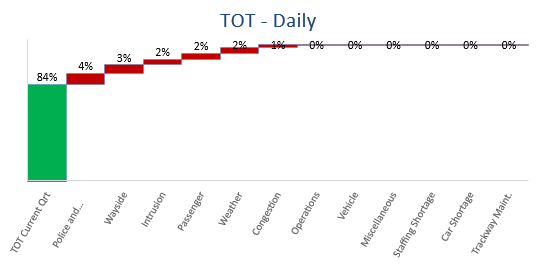 TOT - Daily
84%
4%
3%
2%
2%
2%
1%
0%
0%
0%
0%
0%
0%
TOT Current Qrt
Police and...
Wayside
Intrusion
Passenger
Weather
Congestion
Operations
Vehicle
Miscellaneous
Staffing Shortage
Car Shortage
Trackway Maint.